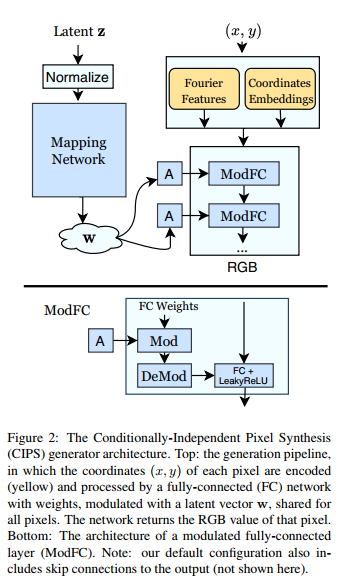 Latent z
(x, y)
Normalize
Fourier
Features
Coordinates
Embeddings
Mapping
Network
A
ModFC
A
ModFC
w
...
RGB
ModFC
FC Weights
A
Mod
DeMod
FC +
LeakyReLU
Figure 2: The Conditionally-Independent Pixel Synthesis
(CIPS) generator architecture. Top: the generation pipeline,
in which the coordinates (x, y) of each pixel are encoded
(yellow) and processed by a fully-connected (FC) network
with weights, modulated with a latent vector w, shared for
all pixels. The network returns the RGB value of that pixel.
Bottom: The architecture of a modulated fully-connected
layer (ModFC). Note: our default configuration also in-
cludes skip connections to the output (not shown here).